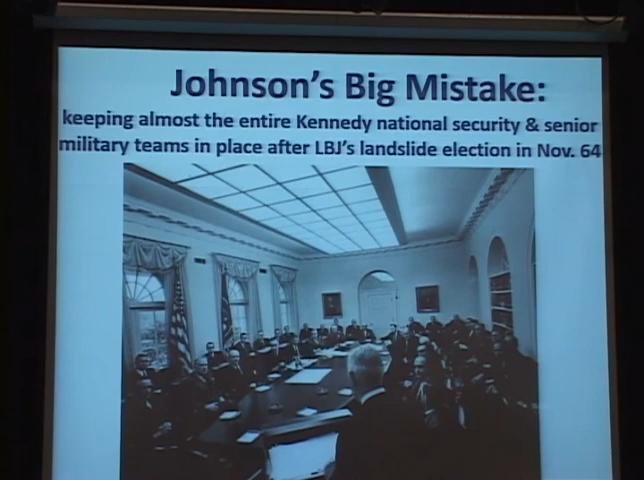 Johnson's Big Mistake:
keeping almost the entire Kennedy national security & senior
military teams in place after LBJ's landslide election in Nov. 64